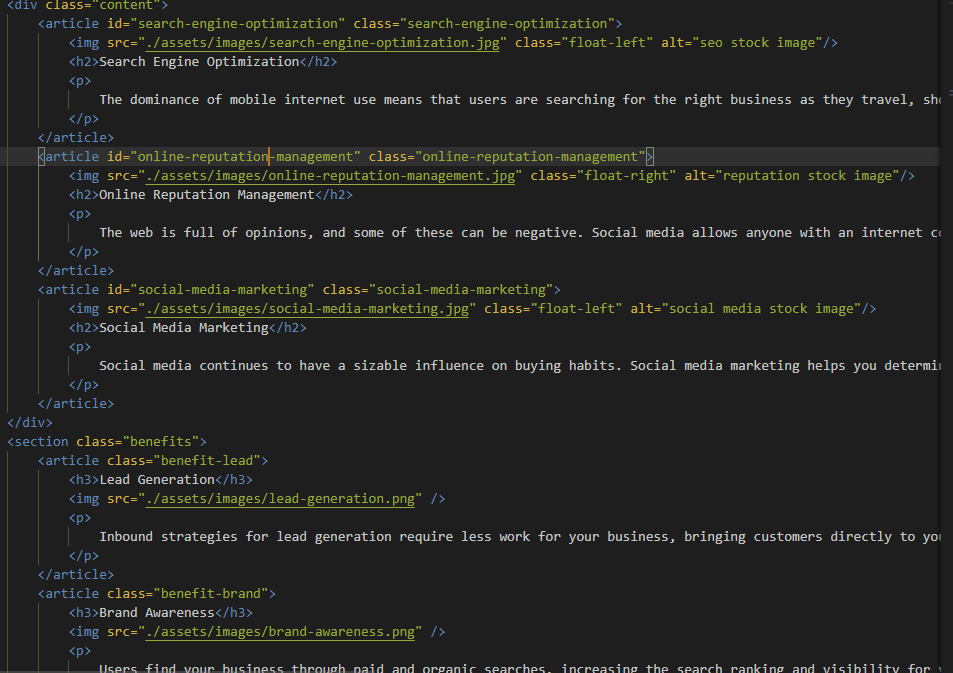 <div class="content">
<article id="search-engine-optimization" class="search-engine-optimization">
<img src="./assets/images/search-engine-optimization.jpg" class="float-left" alt="seo stock image"/>
<h2>Search Engine Optimization</h2>
<p>
The dominance of mobile internet use means that users are searching for the right business as they travel,
</p>
</article>
<article id="online-reputation-management" class="online-reputation-management">
<img src="./assets/images/online-reputation-management.jpg" class="float-right" alt="reputation stock image"/>
<h2>Online Reputation Management</h2>
<p>
The web is full of opinions, and some of these can be negative. Social media allows anyone with an internet
</p>
</article>
<article id="social-media-marketing" class="social-media-marketing">
<img src="./assets/images/social-media-marketing.jpg" class="float-left" alt="social media stock image"/>
<h2>Social Media Marketing</h2>
<p>
Social media continues to have a sizable influence on buying habits. Social media marketing helps you
</p>
</article>
</div>
<section class="benefits">
<article class="benefit-lead">
<h3>Lead Generation</h3>
<img src="./assets/images/lead-generation.png" />
<p>
Inbound strategies for lead generation require less work for your business, bringing customers directly to
</p>
</article>
<article class="benefit-brand">
<h3>Brand Awareness</h3>
<img src="./assets/images/brand-awareness.png" />
<p>
Users find your business through paid and organic searches, increasing the search ranking and visibility for